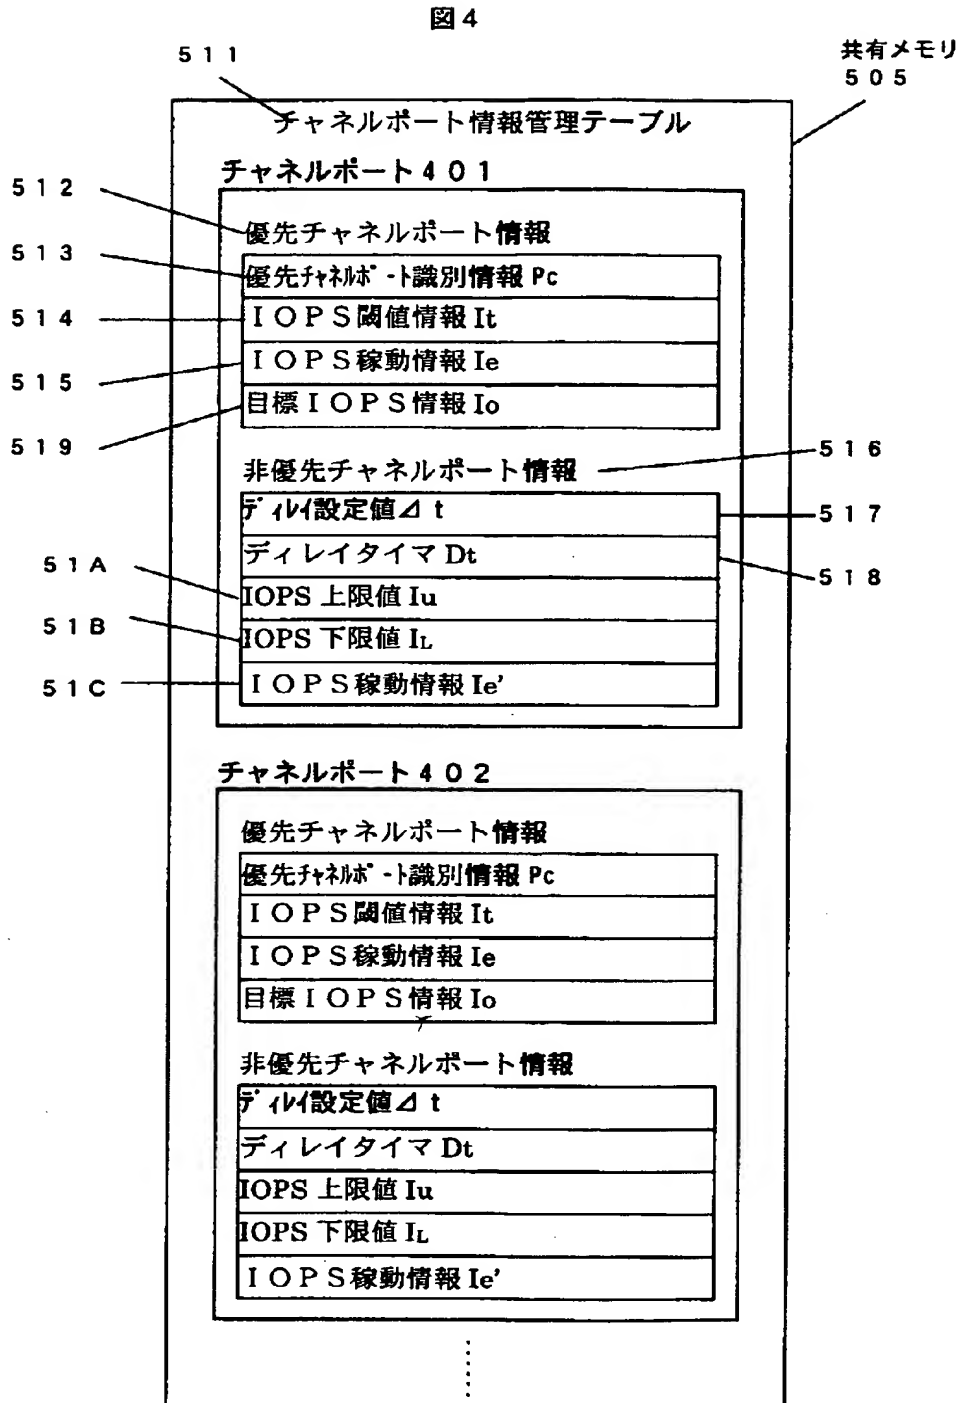 図4
511
共有メモリ
505
チャネルポート情報管理テーブル
チャネルポート401
512
優先チャネルポート情報
513
優先ﾁｬﾈﾙﾎﾟｰﾄ識別情報 Pc
514
IOPS閾値情報 It
515
IOPS稼動情報 Ie
519
目標IOPS情報 Io
非優先チャネルポート情報
516
ﾃﾞｨﾚｲ設定値⊿t
517
ディレイタイマ Dt
518
51A
IOPS 上限値 Iu
51B
IOPS 下限値 IL
51C
IOPS稼動情報 Ie'
チャネルポート402
優先チャネルポート情報
優先ﾁｬﾈﾙﾎﾟｰﾄ識別情報 Pc
IOPS閾値情報 It
IOPS稼動情報 Ie
目標IOPS情報 Io
非優先チャネルポート情報
ﾃﾞｨﾚｲ設定値⊿t
ディレイタイマ Dt
IOPS 上限値 Iu
IOPS 下限値 IL
IOPS稼動情報 Ie'